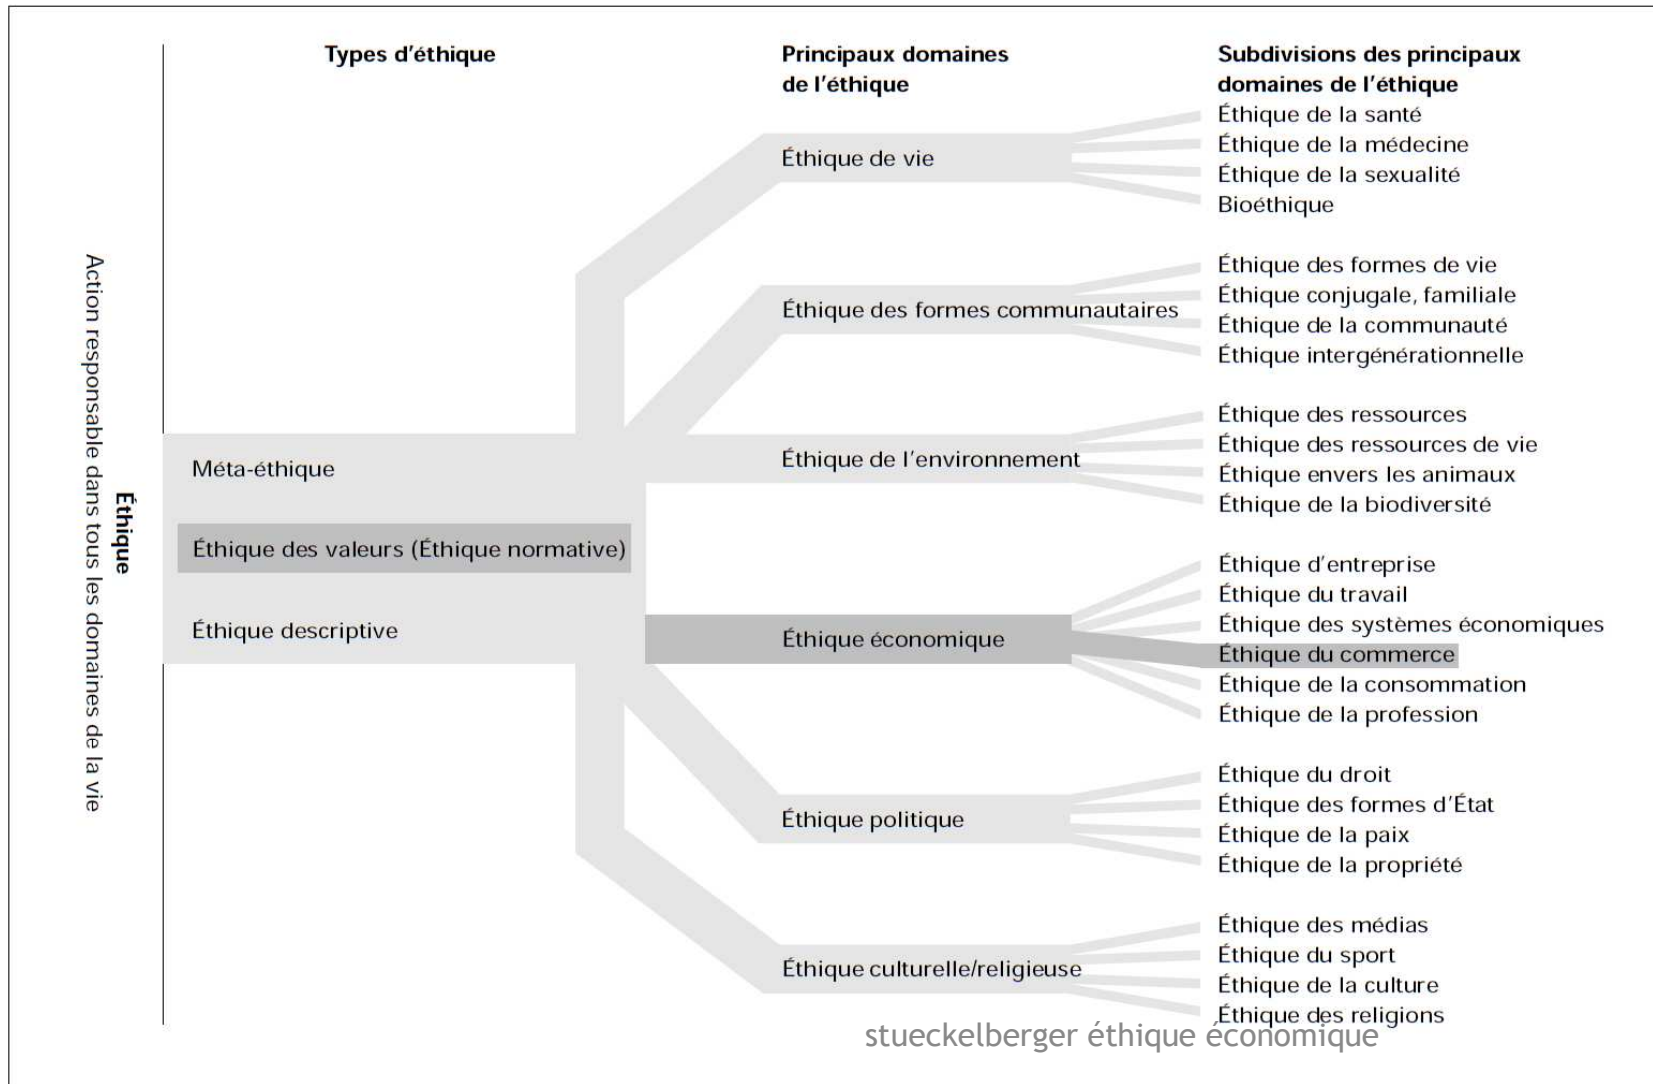 Types d'éthique
Principaux domaines
de l'éthique
Subdivisions des principaux
domaines de l'éthique
Éthique
Action responsable dans tous les domaines de la vie
Méta-éthique
Éthique des valeurs (Éthique normative)
Éthique descriptive
Éthique de vie
Éthique de la santé
Éthique de la médecine
Éthique de la sexualité
Bioéthique
Éthique des formes communautaires
Éthique des formes de vie
Éthique conjugale, familiale
Éthique de la communauté
Éthique intergénérationnelle
Éthique de l'environnement
Éthique des ressources
Éthique des ressources de vie
Éthique envers les animaux
Éthique de la biodiversité
Éthique économique
Éthique d'entreprise
Éthique du travail
Éthique des systèmes économiques
Éthique du commerce
Éthique de la consommation
Éthique de la profession
Éthique politique
Éthique du droit
Éthique des formes d'État
Éthique de la paix
Éthique de la propriété
Éthique culturelle/religieuse
Éthique des médias
Éthique du sport
Éthique de la culture
Éthique des religions
stueckelberger éthique économique